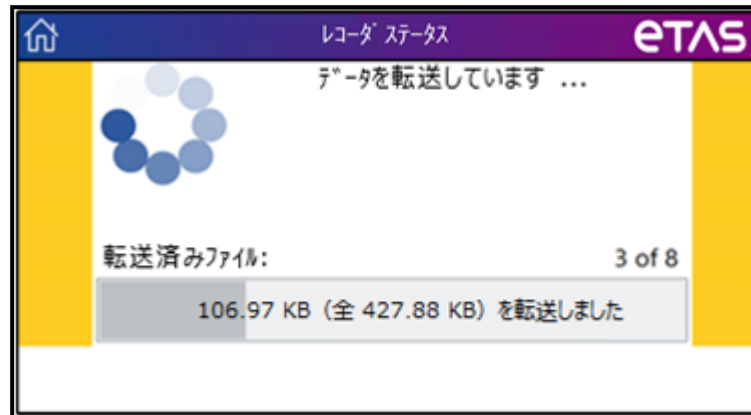 ﾚｺｰﾀﾞ ｽﾃｰﾀｽ ETAS
ﾃﾞｰﾀを転送しています ...
転送済みﾌｧｲﾙ: 3 of 8
106.97 KB (全 427.88 KB) を転送しました